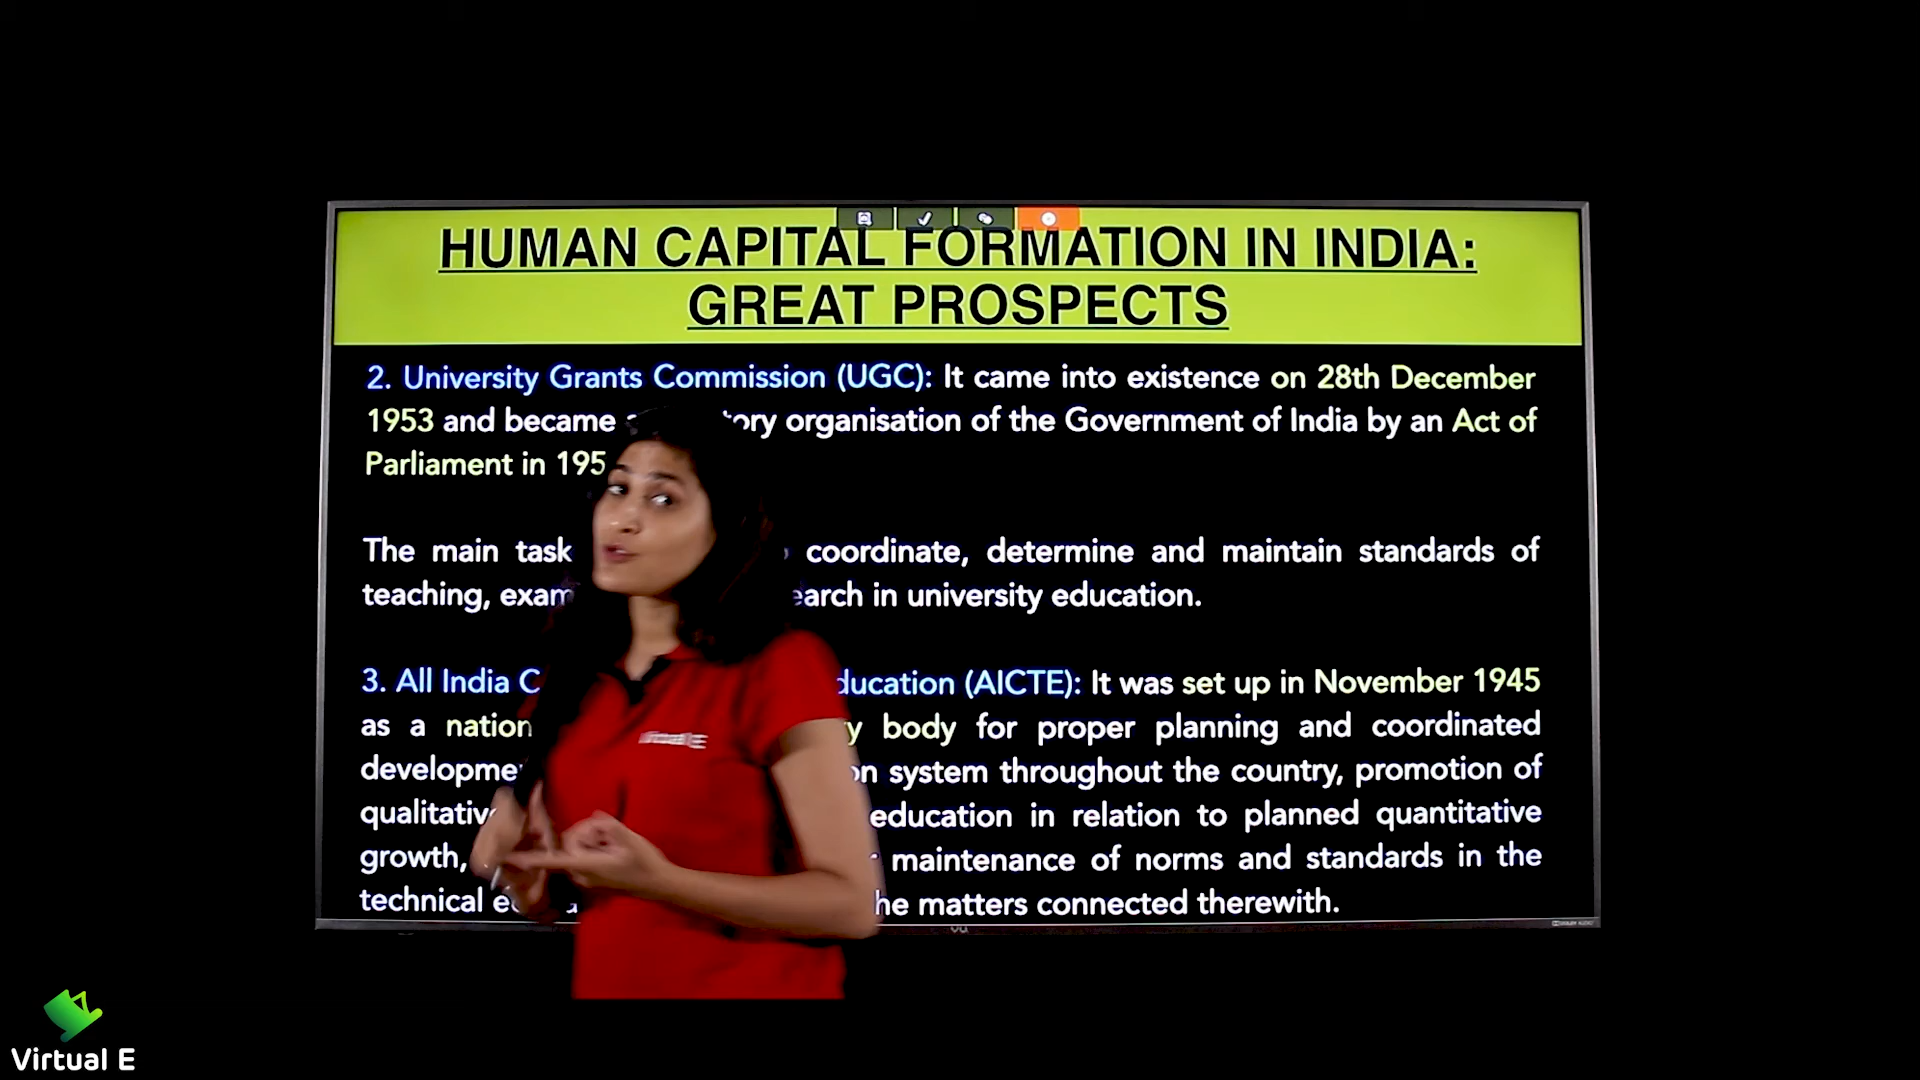 HUMAN CAPITAL FORMATION IN INDIA:
GREAT PROSPECTS
2. University Grants Commission (UGC): It came into existence on 28th December
1953 and became organisation of the Government of India by an Act of
Parliament in
The main task coordinate, determine and maintain standards of
teaching, in university education.
3. All India (AICTE): It was set up in November 1945
as a body for proper planning and coordinated
system throughout the country, promotion of
education in relation to planned quantitative
growth, maintenance of norms and standards in the
technical matters connected therewith.
Virtual E
Virtual E